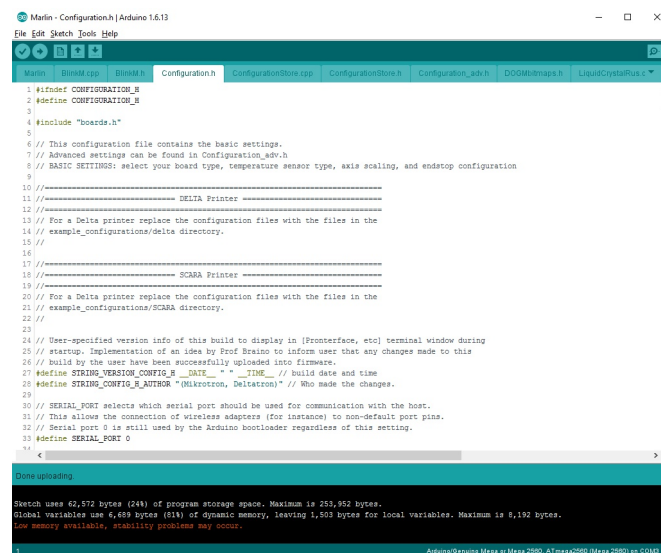 Marlin - Configuration.h | Arduino 1.6.13
File Edit Sketch Tools Help
Marlin BlinkM.cpp BlinkM.h Configuration.h ConfigurationStore.cpp ConfigurationStore.h Configuration_adv.h DOGMbitmaps.h LiquidCrystalRus.c
1 #ifndef CONFIGURATION_H
2 #define CONFIGURATION_H
3
4 #include "boards.h"
5
6 // This configuration file contains the basic settings.
7 // Advanced settings can be found in Configuration_adv.h
8 // BASIC SETTINGS: select your board type, temperature sensor type, axis scaling, and endstop configuration
9
10 //===========================================================================
11 //============================= DELTA Printer ===============================
12 //===========================================================================
13 // For a Delta printer replace the configuration files with the files in the
14 // example_configurations/delta directory.
15 //
16
17 //===========================================================================
18 //============================= SCARA Printer ===============================
19 //===========================================================================
20 // For a Delta printer replace the configuration files with the files in the
21 // example_configurations/SCARA directory.
22 //
23
24 // User-specified version info of this build to display in [Pronterface, etc] terminal window during
25 // startup. Implementation of an idea by Prof Braino to inform user that any changes made to this
26 // build by the user have been successfully uploaded into firmware.
27 #define STRING_VERSION_CONFIG_H __DATE__ " " __TIME__ // build date and time
28 #define STRING_CONFIG_H_AUTHOR "(Mikrotron, Deltatron)" // Who made the changes.
29
30 // SERIAL_PORT selects which serial port should be used for communication with the host.
31 // This allows the connection of wireless adapters (for instance) to non-default port pins.
32 // Serial port 0 is still used by the Arduino bootloader regardless of this setting.
33 #define SERIAL_PORT 0
34
Done uploading.
Sketch uses 62,572 bytes (24%) of program storage space. Maximum is 253,952 bytes.
Global variables use 6,689 bytes (81%) of dynamic memory, leaving 1,503 bytes for local variables. Maximum is 8,192 bytes.
Low memory available, stability problems may occur.
1 Arduino/Genuino Mega or Mega 2560, ATmega2560 (Mega 2560) on COM3